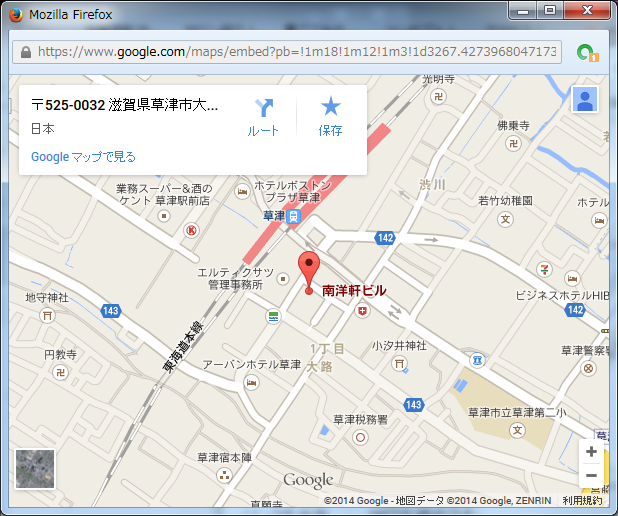 Mozilla Firefox
https://www.google.com/maps/embed?pb=!1m18!1m12!1m3!1d3267.4273968047173
1
〒525-0032 滋賀県草津市大...
日本
Google マップで見る
ルート
保存
光明寺
佛乗寺
渋川
若竹幼稚園
業務スーパー&酒の
ケント 草津駅前店
ホテルボストン
プラザ草津
草津
142
エルティクサツ
管理事務所
南洋軒ビル
ビジネスホテルHIB
142
地守神社
143
東海道本線
円教寺
アーバンホテル草津
1丁目
大路
小汐井神社
草津警察署
143
草津市立草津第二小
草津税務署
草津宿本陣
真願寺
Google
©2014 Google - 地図データ ©2014 Google, ZENRIN
利用規約